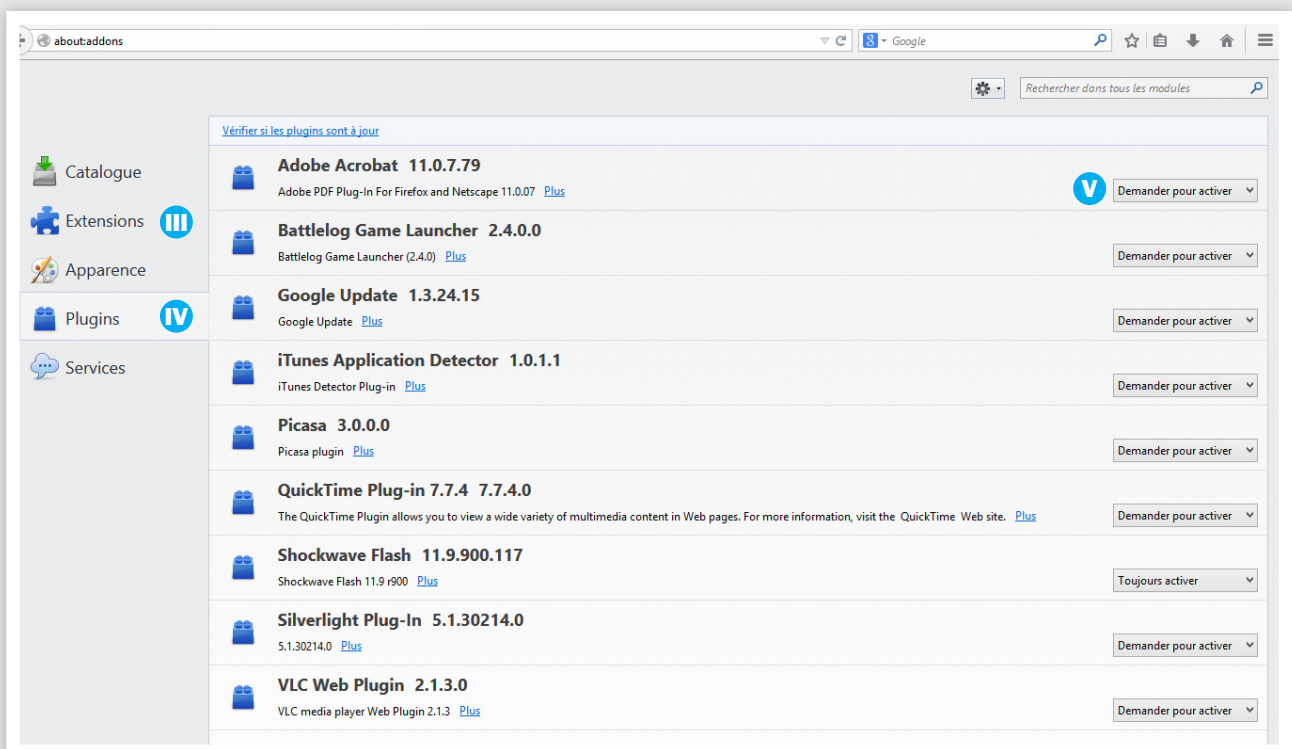 about:addons
Google
Rechercher dans tous les modules
Vérifier si les plugins sont à jour
Catalogue
Extensions III
Apparence
Plugins IV
Services
Adobe Acrobat 11.0.7.79
Adobe PDF Plug-In For Firefox and Netscape 11.0.07 Plus
V Demander pour activer
Battlelog Game Launcher 2.4.0.0
Battlelog Game Launcher (2.4.0) Plus
Demander pour activer
Google Update 1.3.24.15
Google Update Plus
Demander pour activer
iTunes Application Detector 1.0.1.1
iTunes Detector Plug-in Plus
Demander pour activer
Picasa 3.0.0.0
Picasa plugin Plus
Demander pour activer
QuickTime Plug-in 7.7.4 7.7.4.0
The QuickTime Plugin allows you to view a wide variety of multimedia content in Web pages. For more information, visit the QuickTime Web site. Plus
Demander pour activer
Shockwave Flash 11.9.900.117
Shockwave Flash 11.9 r900 Plus
Toujours activer
Silverlight Plug-In 5.1.30214.0
5.1.30214.0 Plus
Demander pour activer
VLC Web Plugin 2.1.3.0
VLC media player Web Plugin 2.1.3 Plus
Demander pour activer